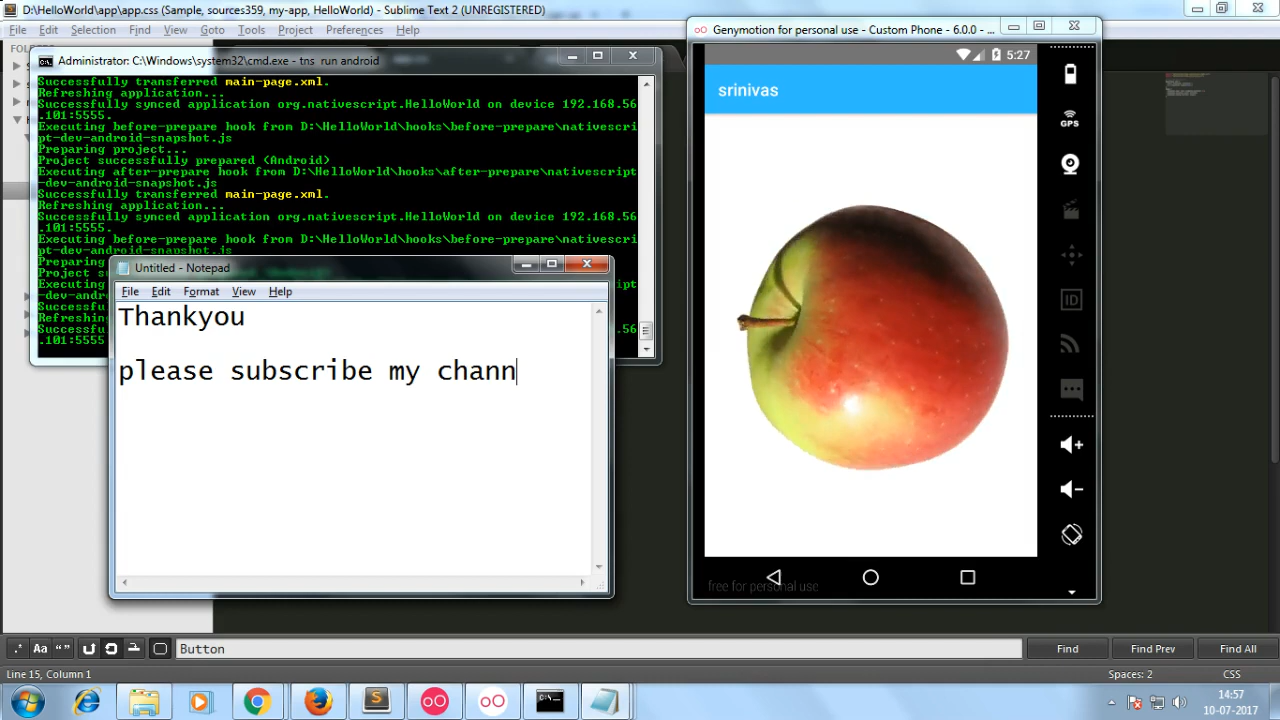 D:\HelloWorld\app\app.css (Sample, sources359, my-app, HelloWorld) - Sublime Text 2 (UNREGISTERED)
File Edit Selection Find View Goto Tools Project Preferences Help
Administrator: C:\Windows\system32\cmd.exe - tns run android
Successfully transferred main-page.xml.
Refreshing application...
Successfully synced application org.nativescript.HelloWorld on device 192.168.56
.101:5555.
Executing before-prepare hook from D:\HelloWorld\hooks\before-prepare\nativescri
pt-dev-android-snapshot.js
Preparing project...
Project successfully prepared (Android)
Executing after-prepare hook from D:\HelloWorld\hooks\after-prepare\nativescript
-dev-android-snapshot.js
Successfully transferred main-page.xml.
Refreshing application...
Successfully synced application org.nativescript.HelloWorld on device 192.168.56
.101:5555.
Executing before-prepare hook from D:\HelloWorld\hooks\before-prepare\nativescri
pt-dev-android-snapshot.js
Untitled - Notepad
File Edit Format View Help
Thankyou
please subscribe my chann
Genymotion for personal use - Custom Phone - 6.0.0 - ...
5:27
srinivas
GPS
ID
free for personal use
.* Aa “”
Button
Find Find Prev Find All
Line 15, Column 1
Spaces: 2 CSS
14:57
10-07-2017